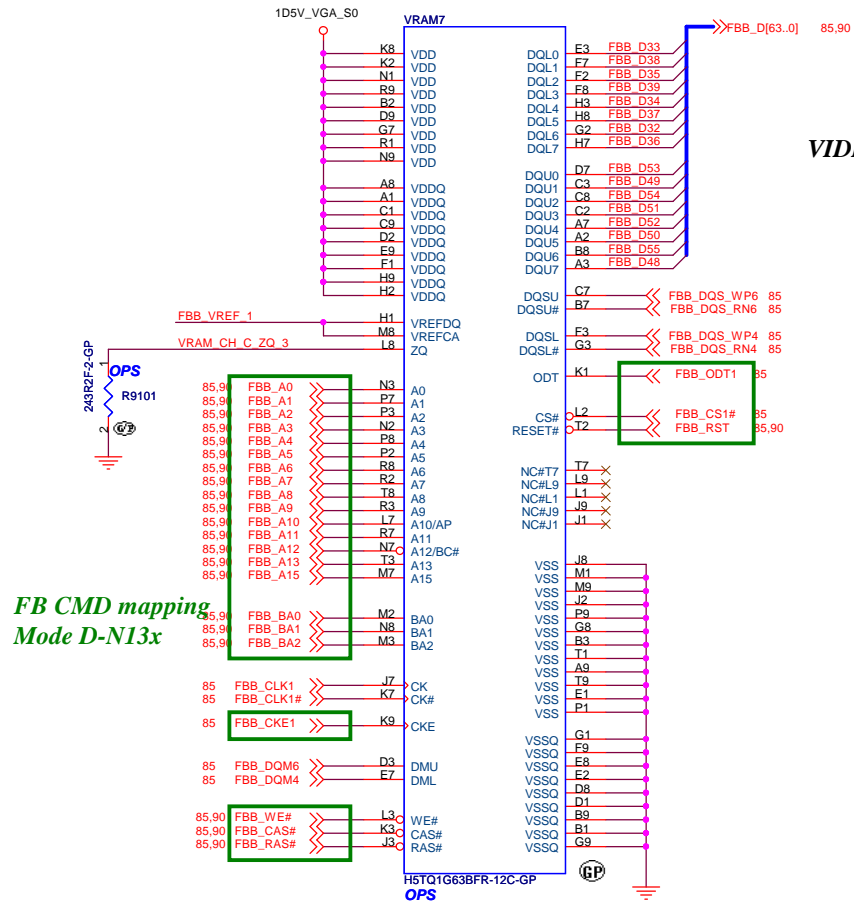 1D5V_VGA_S0
VRAM7
FBB_D[63..0] 85,90
K8 VDD DQL0 E3 FBB_D33
K2 VDD DQL1 F7 FBB_D38
N1 VDD DQL2 F2 FBB_D35
R9 VDD DQL3 F8 FBB_D39
B2 VDD DQL4 H3 FBB_D34
D9 VDD DQL5 H8 FBB_D37
G7 VDD DQL6 G2 FBB_D32
R1 VDD DQL7 H7 FBB_D36
N9 VDD
DQU0 D7 FBB_D53
A8 VDDQ DQU1 C3 FBB_D49
A1 VDDQ DQU2 C8 FBB_D54
C1 VDDQ DQU3 C2 FBB_D51
C9 VDDQ DQU4 A7 FBB_D52
D2 VDDQ DQU5 A2 FBB_D50
E9 VDDQ DQU6 B8 FBB_D55
F1 VDDQ DQU7 A3 FBB_D48
H9 VDDQ
H2 VDDQ
DQSU C7 FBB_DQS_WP6 85
DQSU# B7 FBB_DQS_RN6 85
FBB_VREF_1 H1 VREFDQ
M8 VREFCA DQSL F3 FBB_DQS_WP4 85
VRAM_CH_C_ZQ_3 L8 ZQ DQSL# G3 FBB_DQS_RN4 85
243R2F-2-GP
1
OPS
R9101
2 G/P
ODT K1 FBB_ODT1 85
CS# L2 FBB_CS1# 85
RESET# T2 FBB_RST 85,90
85,90 FBB_A0 N3 A0
85,90 FBB_A1 P7 A1
85,90 FBB_A2 P3 A2
85,90 FBB_A3 N2 A3
85,90 FBB_A4 P8 A4
85,90 FBB_A5 P2 A5
85,90 FBB_A6 R8 A6
85,90 FBB_A7 R2 A7
85,90 FBB_A8 T8 A8
85,90 FBB_A9 R3 A9
85,90 FBB_A10 L7 A10/AP
85,90 FBB_A11 R7 A11
85,90 FBB_A12 N7 A12/BC#
85,90 FBB_A13 T3 A13
85,90 FBB_A15 M7 A15
NC#T7 T7
NC#L9 L9
NC#L1 L1
NC#J9 J9
NC#J1 J1
FB CMD mapping
Mode D-N13x
85,90 FBB_BA0 M2 BA0
85,90 FBB_BA1 N8 BA1
85,90 FBB_BA2 M3 BA2
85 FBB_CLK1 J7 CK
85 FBB_CLK1# K7 CK#
85 FBB_CKE1 K9 CKE
85 FBB_DQM6 D3 DMU
85 FBB_DQM4 E7 DML
85,90 FBB_WE# L3 WE#
85,90 FBB_CAS# K3 CAS#
85,90 FBB_RAS# J3 RAS#
VSS J8
VSS M1
VSS M9
VSS J2
VSS P9
VSS G8
VSS B3
VSS T1
VSS A9
VSS T9
VSS E1
VSS P1
VSSQ G1
VSSQ F9
VSSQ E8
VSSQ E2
VSSQ D8
VSSQ D1
VSSQ B9
VSSQ B1
VSSQ G9
H5TQ1G63BFR-12C-GP
GP
OPS